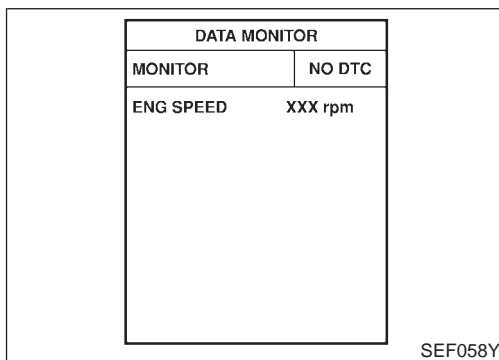 DATA MONITOR
MONITOR NO DTC
ENG SPEED XXX rpm
SEF058Y